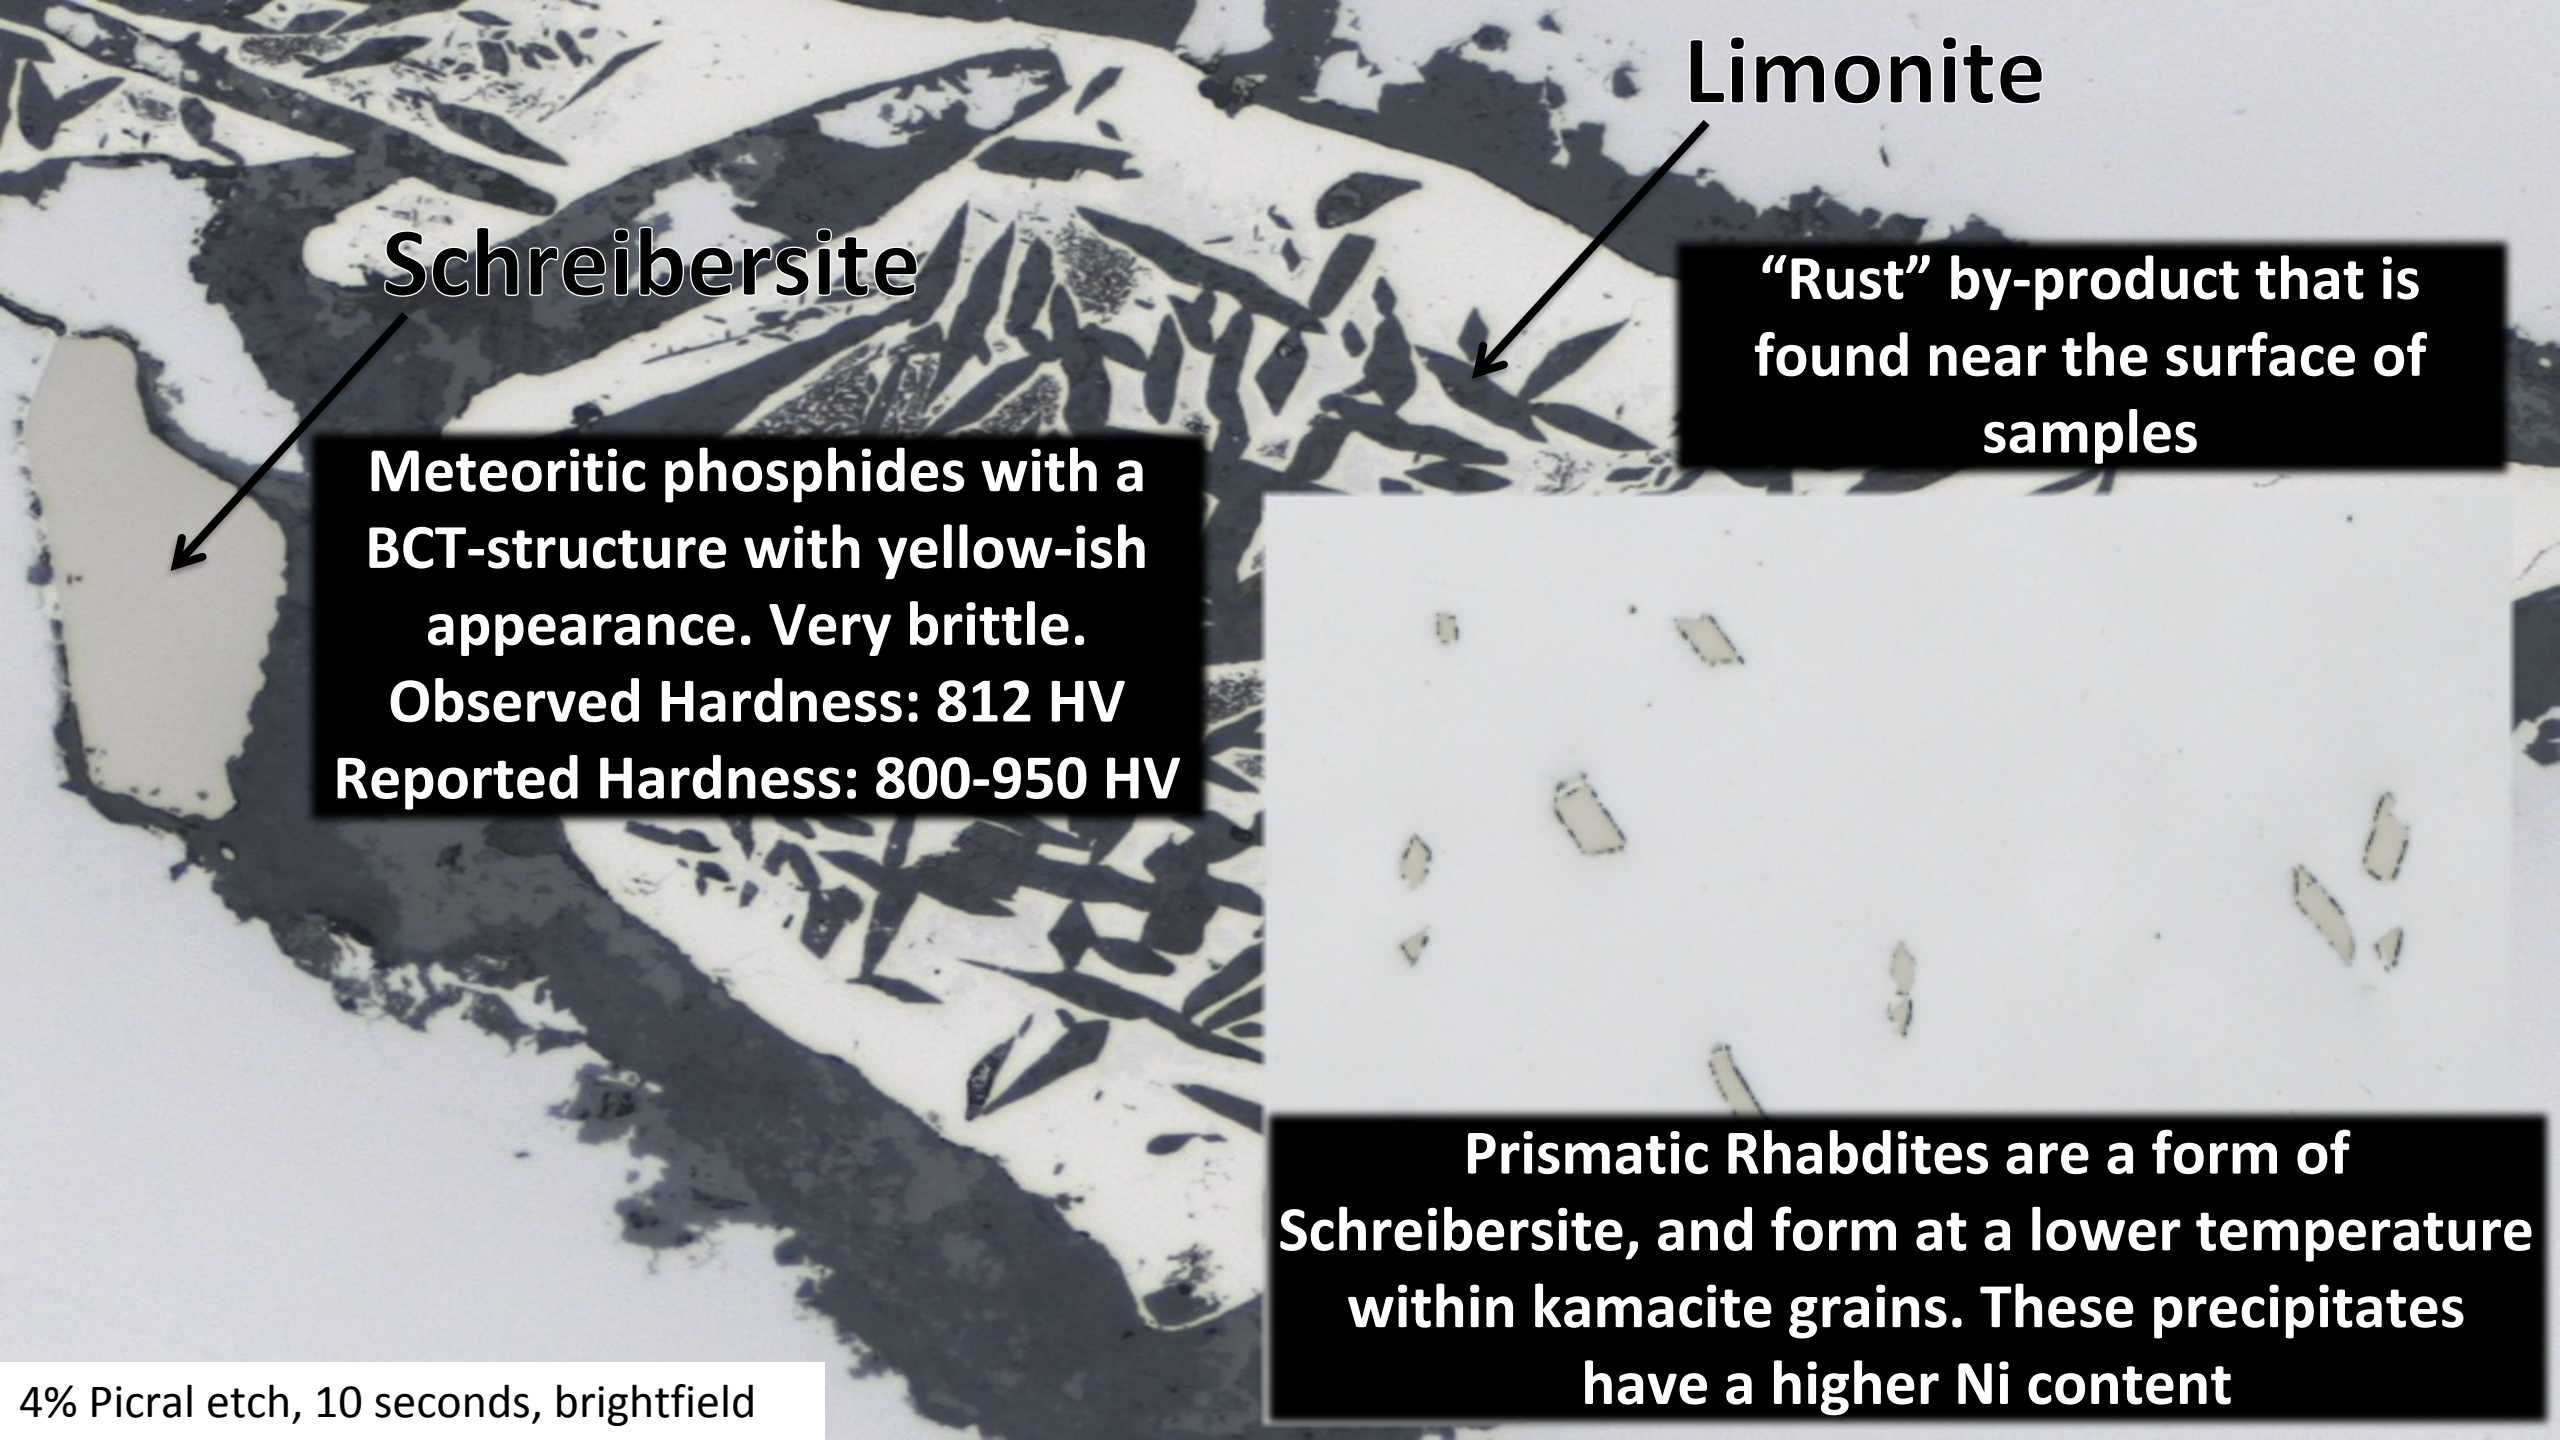 Limonite
“Rust” by-product that is
found near the surface of
samples
Schreibersite
Meteoritic phosphides with a
BCT-structure with yellow-ish
appearance. Very brittle.
Observed Hardness: 812 HV
Reported Hardness: 800-950 HV
Prismatic Rhabdites are a form of
Schreibersite, and form at a lower temperature
within kamacite grains. These precipitates
have a higher Ni content
4% Picral etch, 10 seconds, brightfield